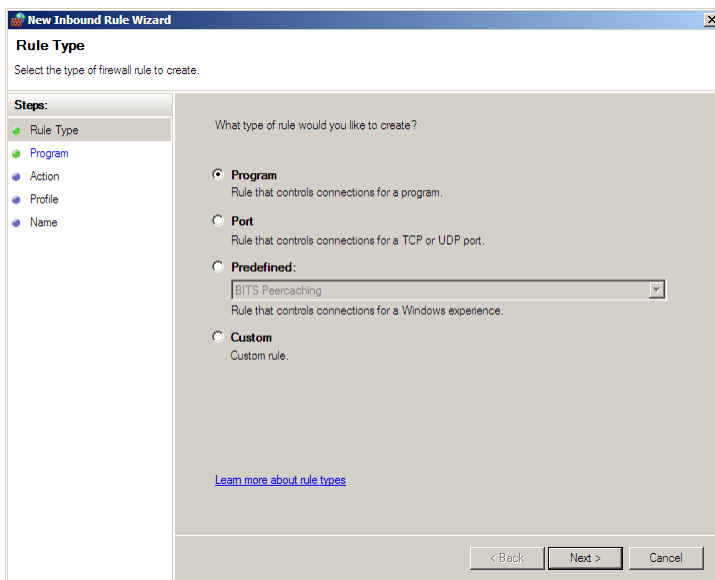 New Inbound Rule Wizard
Rule Type
Select the type of firewall rule to create.
Steps:
Rule Type
Program
Action
Profile
Name
What type of rule would you like to create?
Program
Rule that controls connections for a program.
Port
Rule that controls connections for a TCP or UDP port.
Predefined:
BITS Peercaching
Rule that controls connections for a Windows experience.
Custom
Custom rule.
Learn more about rule types
< Back
Next >
Cancel